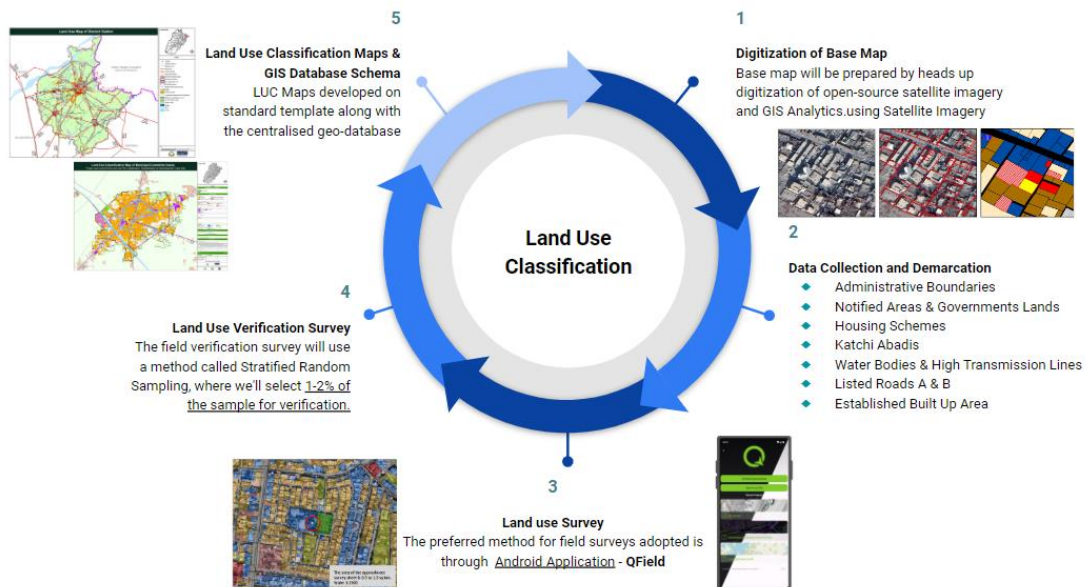 1
Digitization of Base Map
Base map will be prepared by heads up
digitization of open-source satellite imagery
and GIS Analytics.using Satellite Imagery
2
Data Collection and Demarcation
Administrative Boundaries
Notified Areas & Governments Lands
Housing Schemes
Katchi Abadis
Water Bodies & High Transmission Lines
Listed Roads A & B
Established Built Up Area
3
Land use Survey
The preferred method for field surveys adopted is
through Android Application - QField
4
Land Use Verification Survey
The field verification survey will use
a method called Stratified Random
Sampling, where we'll select 1-2% of
the sample for verification.
5
Land Use Classification Maps &
GIS Database Schema
LUC Maps developed on
standard template along with
the centralised geo-database
Land Use
Classification